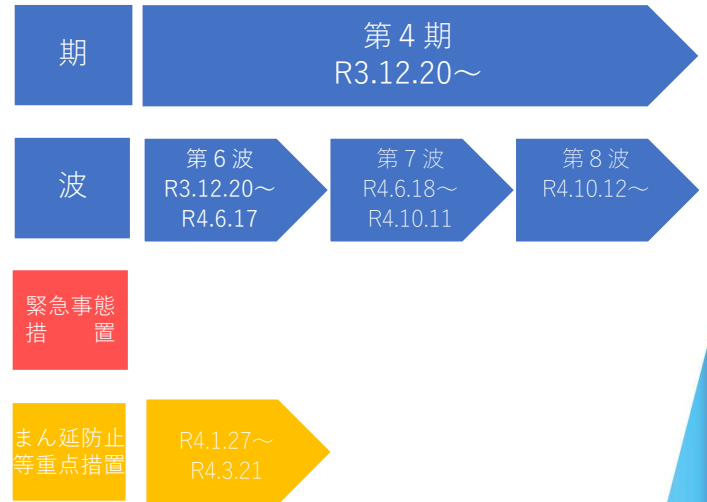 期
第４期
R3.12.20～
波
第６波
R3.12.20～
R4.6.17
第７波
R4.6.18～
R4.10.11
第８波
R4.10.12～
緊急事態
措　　置
まん延防止
等重点措置
R4.1.27～
R4.3.21